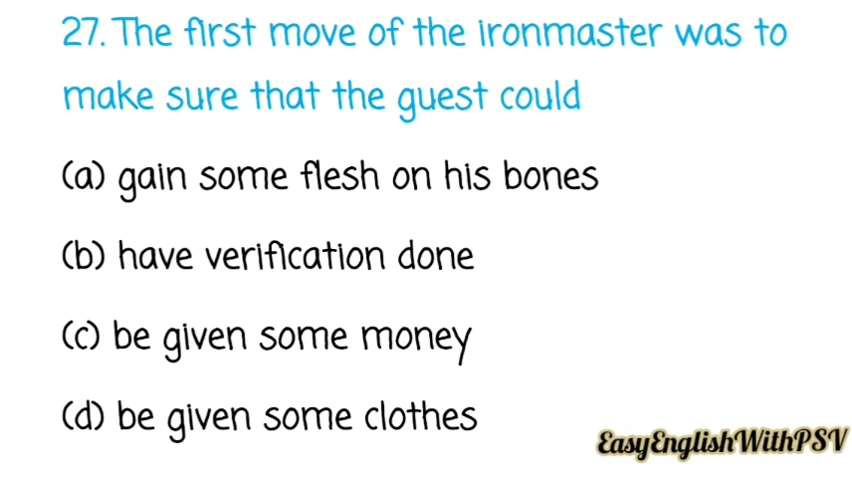 27. The first move of the ironmaster was to
make sure that the guest could
(a) gain some flesh on his bones
(b) have verification done
(c) be given some money
(d) be given some clothes
EasyEnglishWithPSV